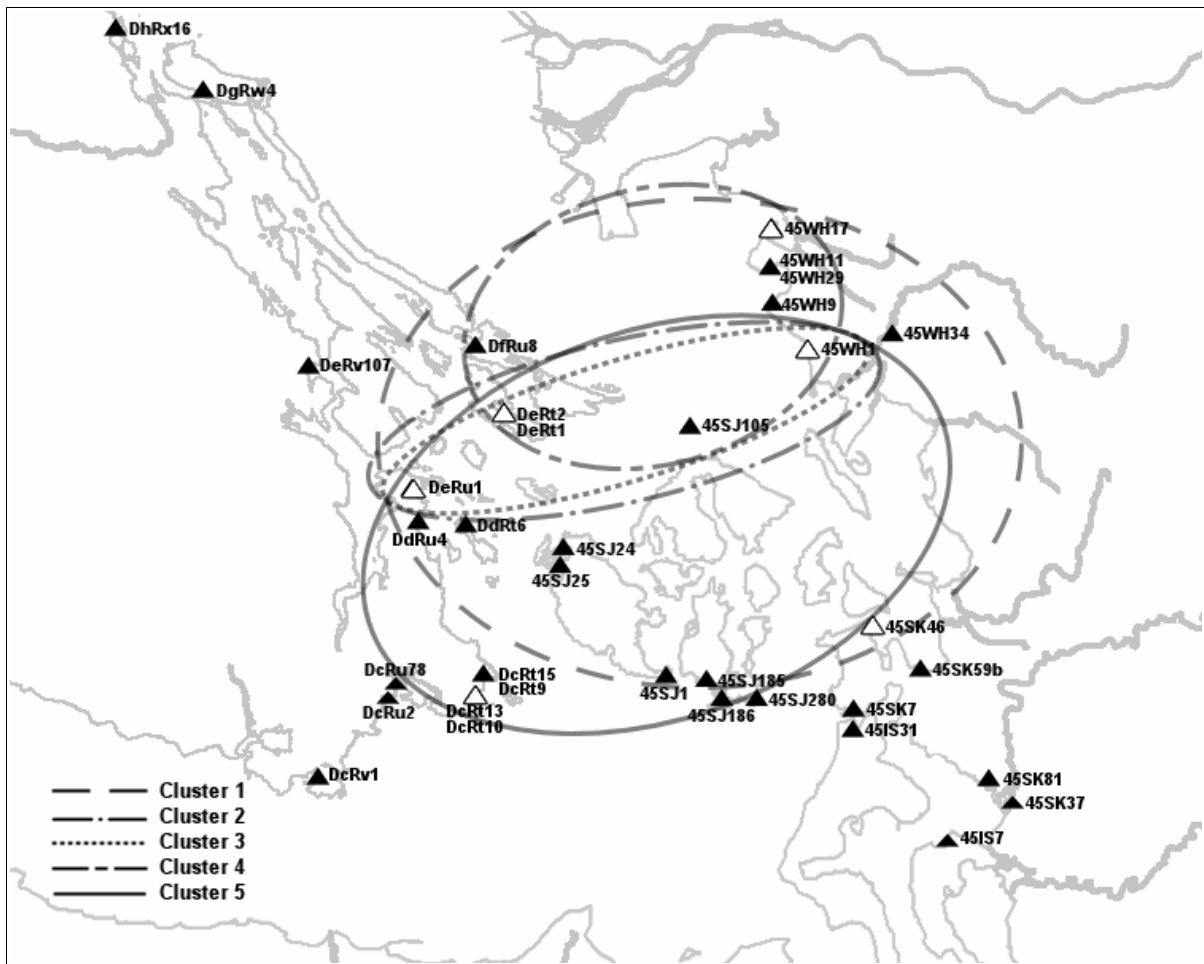 DhRx16
DgRw4
45WH17
45WH11
45WH29
45WH9
45WH34
DfRu8
45WH1
DeRv107
DeRt2
DeRt1
45SJ105
DeRu1
DdRu4
DdRt6
45SJ24
45SJ25
45SK46
DcRu78
DcRu2
DcRt15
DcRt9
DcRt13
DcRt10
45SJ1
45SJ185
45SJ186
45SJ280
45SK59b
45SK7
45IS31
DcRv1
45SK81
45SK37
45IS7
Cluster 1
Cluster 2
Cluster 3
Cluster 4
Cluster 5